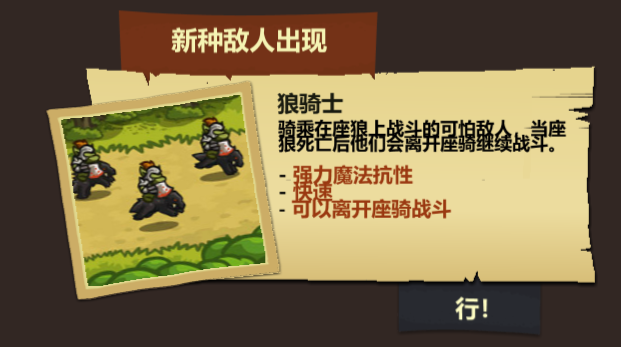 新种敌人出现
狼骑士
骑乘在座狼上战斗的可怕敌人。当座
狼死亡后他们会离开座骑继续战斗。
- 强力魔法抗性
- 快速
- 可以离开座骑战斗
行!